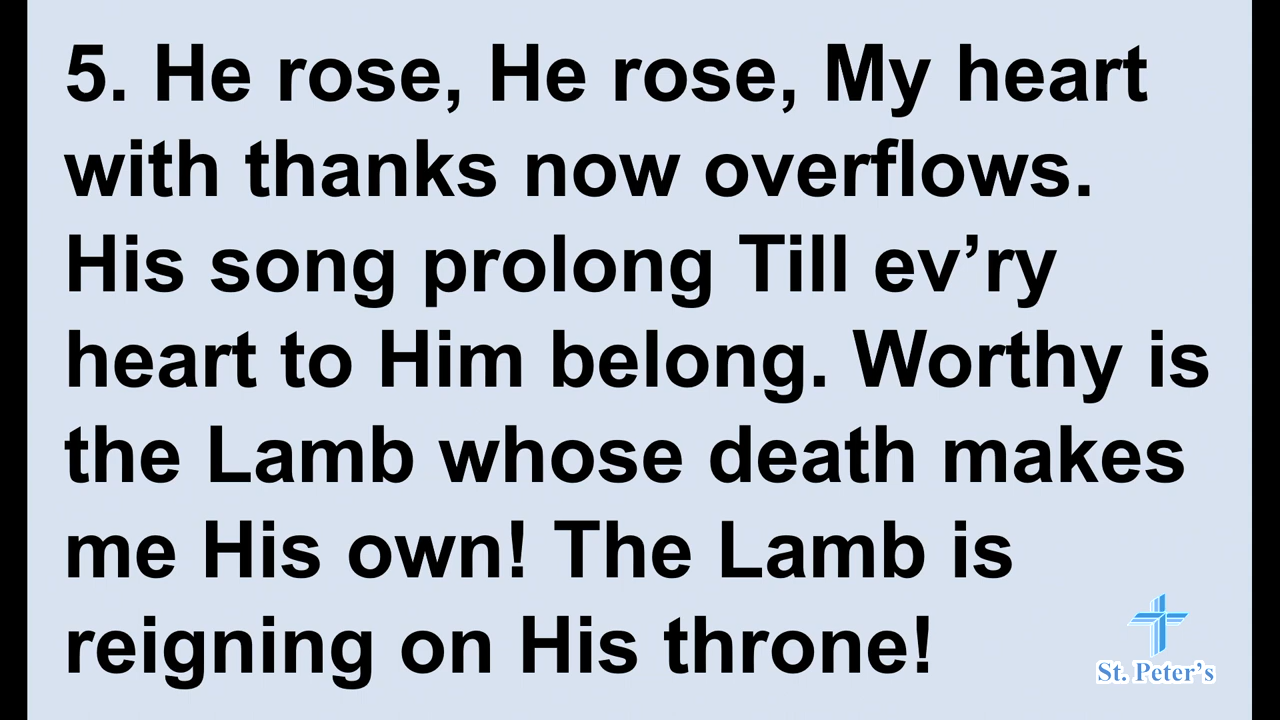 5. He rose, He rose, My heart
with thanks now overflows.
His song prolong Till ev’ry
heart to Him belong. Worthy is
the Lamb whose death makes
me His own! The Lamb is
reigning on His throne!
St. Peter’s